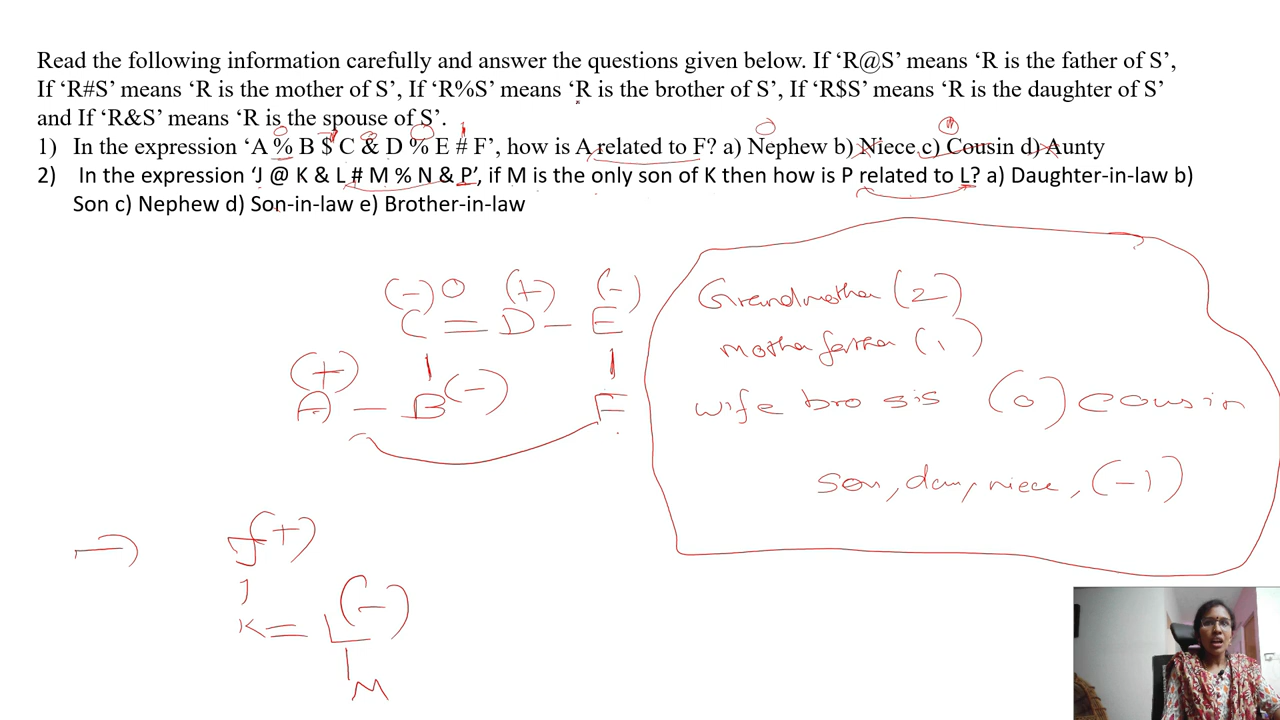 Read the following information carefully and answer the questions given below. If ‘R@S’ means ‘R is the father of S’,
If ‘R#S’ means ‘R is the mother of S’, If ‘R%S’ means ‘R is the brother of S’, If ‘R$S’ means ‘R is the daughter of S’
and If ‘R&S’ means ‘R is the spouse of S’.
1) In the expression ‘A % B $ C & D % E # F’, how is A related to F? a) Nephew b) Niece c) Cousin d) Aunty
2) In the expression ‘J @ K & L # M % N & P’, if M is the only son of K then how is P related to L? a) Daughter-in-law b)
Son c) Nephew d) Son-in-law e) Brother-in-law
(-) 0 (+) (-)
C = D - E
(+) (-)
A - B F
Grandmother (2)
Mother father (1)
wife bro sis (0) cousin
son, dau, niece, (-1)
J (+)
K = L (-)
M